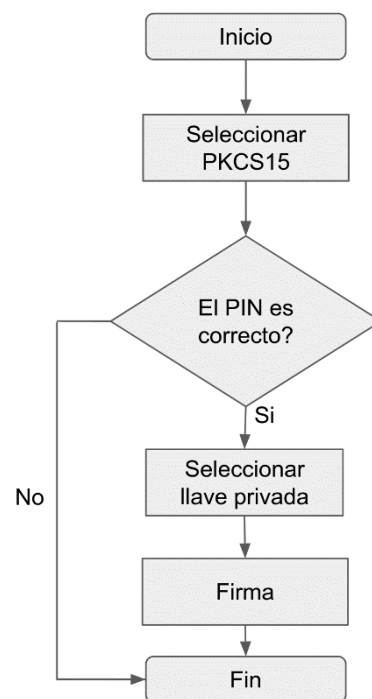 Inicio
Seleccionar
PKCS15
El PIN es
correcto?
Si
Seleccionar
llave privada
No
Firma
Fin